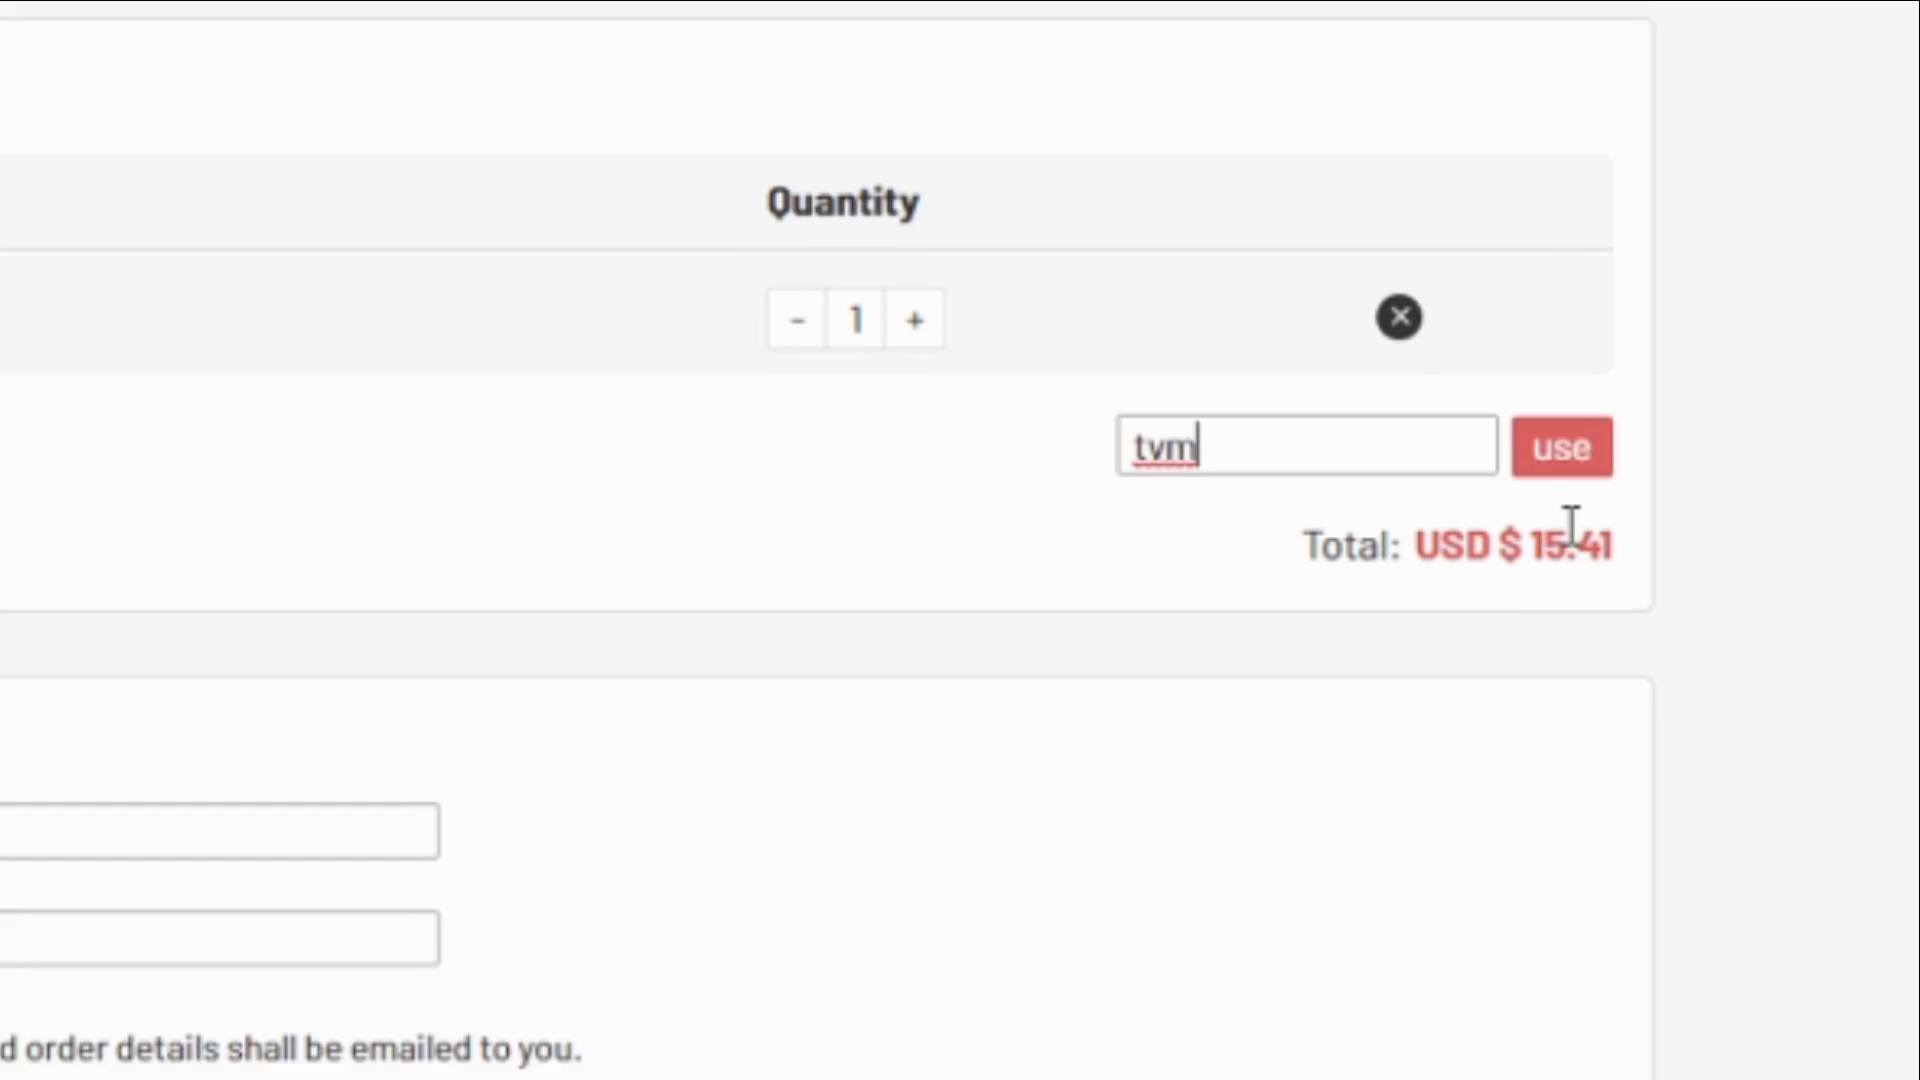 Quantity
- 1 +
tvm
use
Total: USD $ 15.41
d order details shall be emailed to you.